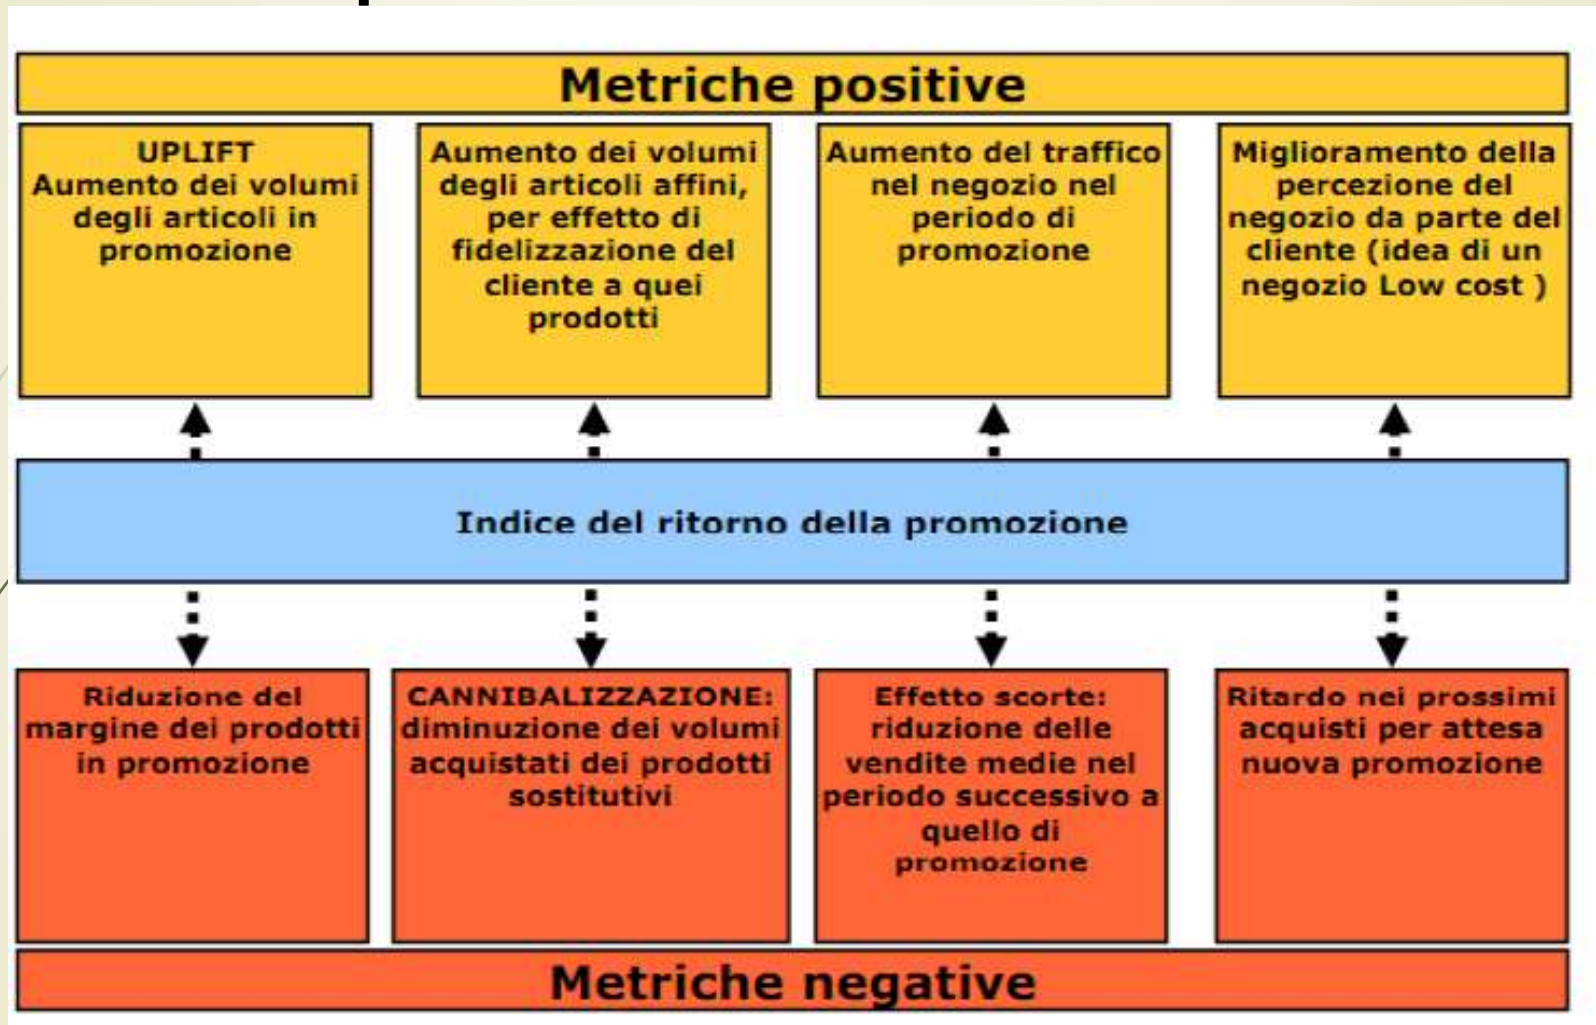 Metriche positive
UPLIFT
Aumento dei volumi
degli articoli in
promozione
Aumento dei volumi
degli articoli affini,
per effetto di
fidelizzazione del
cliente a quei
prodotti
Aumento del traffico
nel negozio nel
periodo di
promozione
Miglioramento della
percezione del
negozio da parte del
cliente (idea di un
negozio Low cost )
Indice del ritorno della promozione
Riduzione del
margine dei prodotti
in promozione
CANNIBALIZZAZIONE:
diminuzione dei volumi
acquistati dei prodotti
sostitutivi
Effetto scorte:
riduzione delle
vendite medie nel
periodo successivo a
quello di
promozione
Ritardo nei prossimi
acquisti per attesa
nuova promozione
Metriche negative